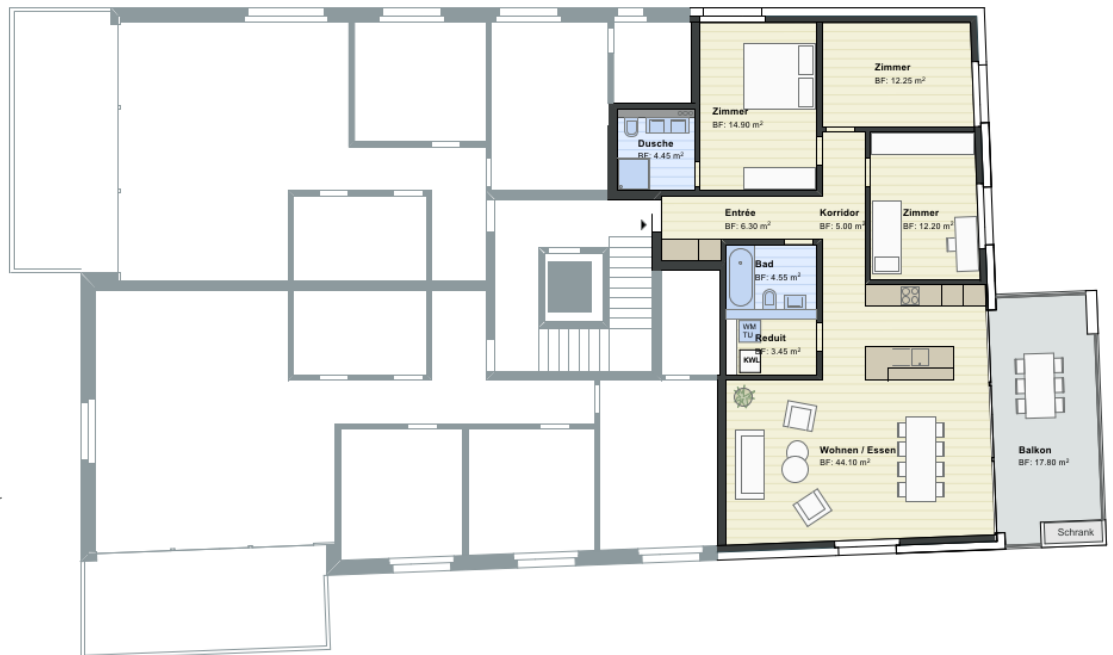 Zimmer
BF: 12.25 m²
Zimmer
BF: 14.90 m²
Dusche
BF: 4.45 m²
Entrée
BF: 6.30 m²
Korridor
BF: 5.00 m²
Zimmer
BF: 12.20 m²
Bad
BF: 4.55 m²
WM
TU
Reduit
BF: 3.45 m²
KWL
Wohnen / Essen
BF: 44.10 m²
Balkon
BF: 17.80 m²
Schrank